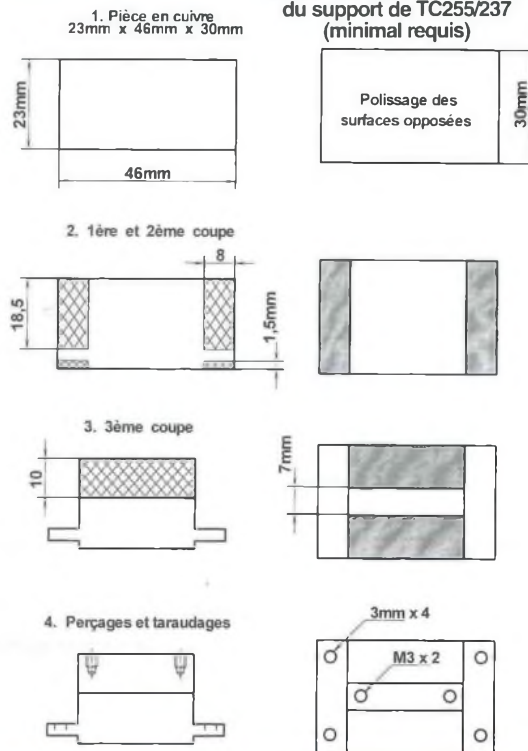 du support de TC255/237
(minimal requis)
1. Pièce en cuivre
23mm x 46mm x 30mm
23mm
46mm
Polissage des
surfaces opposées
30mm
2. 1ère et 2ème coupe
8
18,5
1,5mm
3. 3ème coupe
10
7mm
4. Perçages et taraudages
3mm x 4
M3 x 2